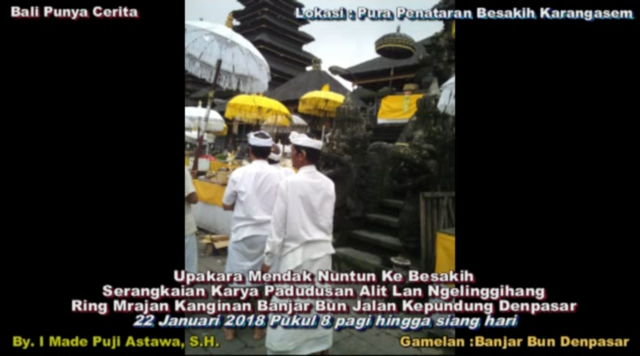 Bali Punya Cerita
Lokasi : Pura Penataran Besakih Karangasem
Upakara Mendak Nuntun Ke Besakih
Serangkaian Karya Padudusan Alit Lan Ngelinggihang
Ring Mrajan Kanginan Banjar Bun Jalan Kepundung Denpasar
22 Januari 2018 Pukul 8 pagi hingga siang hari
By. I Made Puji Astawa, S.H.
Gamelan :Banjar Bun Denpasar